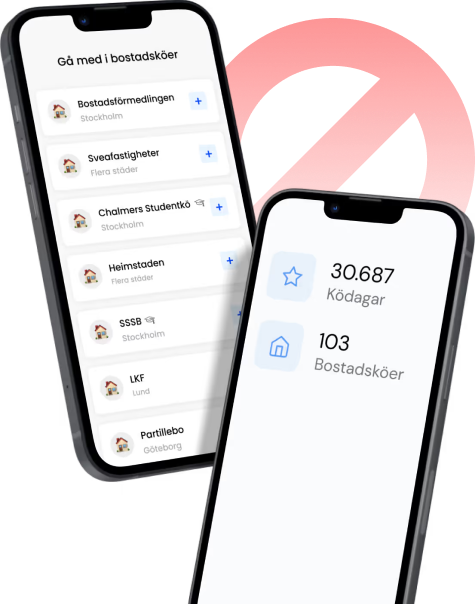 Gå med i bostadsköer
Bostadsförmedlingen
Stockholm
Sveafastigheter
Flera städer
Chalmers Studentkö
Stockholm
Heimstaden
Flera städer
SSSB
Stockholm
LKF
Lund
Partillebo
Göteborg
30.687
Ködagar
103
Bostadsköer